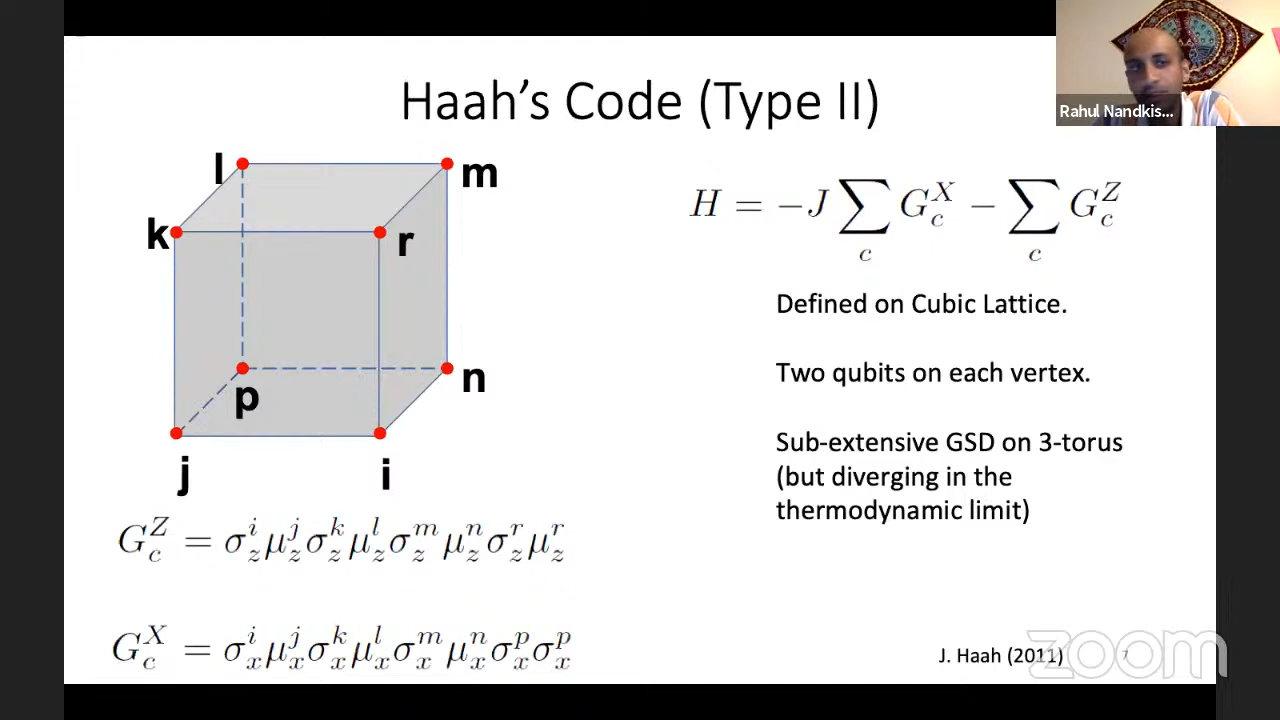 Haah's Code (Type II)
Rahul Nandkis...
l
m
k
r
p
n
j
i
H = −J ∑_c G_c^X − ∑_c G_c^Z
Defined on Cubic Lattice.
Two qubits on each vertex.
Sub-extensive GSD on 3-torus
(but diverging in the
thermodynamic limit)
G_c^Z = σ_z^i μ_z^j σ_z^k μ_z^l σ_z^m μ_z^n σ_z^r μ_z^r
G_c^X = σ_x^i μ_x^j σ_x^k μ_x^l σ_x^m μ_x^n σ_x^p σ_x^p
J. Haah (2011)
7
zoom